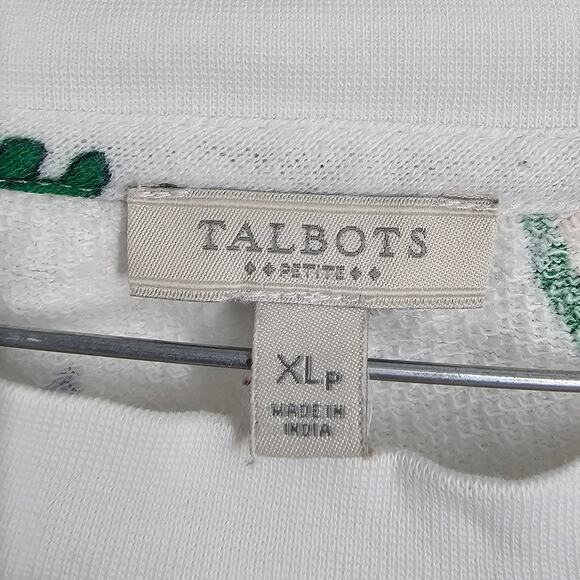 TALBOTS
♦♦PETITE♦♦
XLP
MADE IN
INDIA